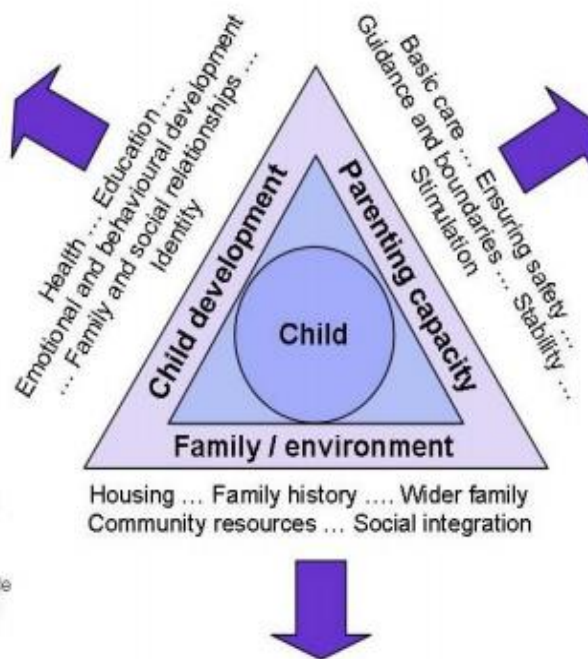 Health … Education …
Emotional and behavioural development
… Family and social relationships …
Identity
Basic care … Ensuring safety …
Guidance and boundaries … Stability …
Stimulation
Child development
Parenting capacity
Child
Family / environment
Housing … Family history …. Wider family
Community resources … Social integration